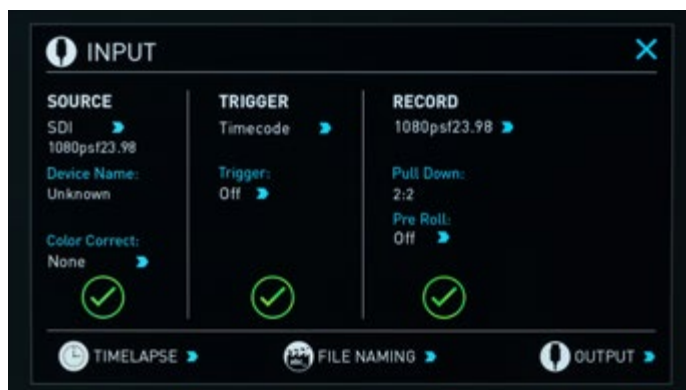 INPUT
SOURCE
SDI
1080psf23.98
Device Name:
Unknown
Color Correct:
None
TRIGGER
Timecode
Trigger:
Off
RECORD
1080psf23.98
Pull Down:
2:2
Pre Roll:
Off
TIMELAPSE
FILE NAMING
OUTPUT